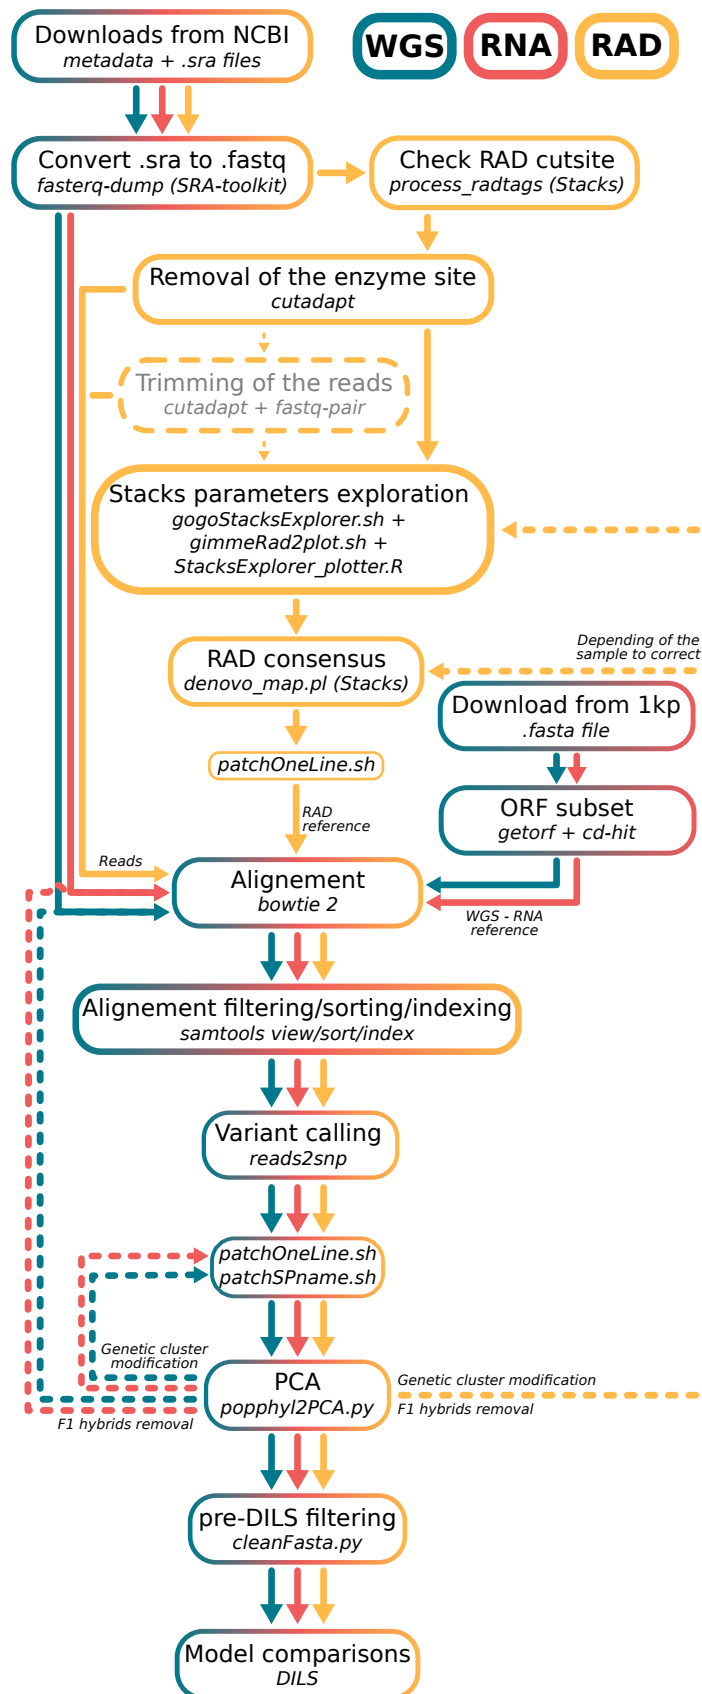 Downloads from NCBI
metadata + .sra files
WGS
RNA
RAD
Convert .sra to .fastq
fasterq-dump (SRA-toolkit)
Check RAD cutsite
process_radtags (Stacks)
Removal of the enzyme site
cutadapt
Trimming of the reads
cutadapt + fastq-pair
Stacks parameters exploration
gogoStacksExplorer.sh +
gimmeRad2plot.sh +
StacksExplorer_plotter.R
Depending of the
sample to correct
RAD consensus
denovo_map.pl (Stacks)
Download from 1kp
.fasta file
patchOneLine.sh
ORF subset
getorf + cd-hit
RAD
reference
Reads
Alignement
bowtie 2
WGS - RNA
reference
Alignement filtering/sorting/indexing
samtools view/sort/index
Variant calling
reads2snp
patchOneLine.sh
patchSPname.sh
Genetic cluster
modification
PCA
popphyl2PCA.py
Genetic cluster modification
F1 hybrids removal
F1 hybrids removal
pre-DILS filtering
cleanFasta.py
Model comparisons
DILS